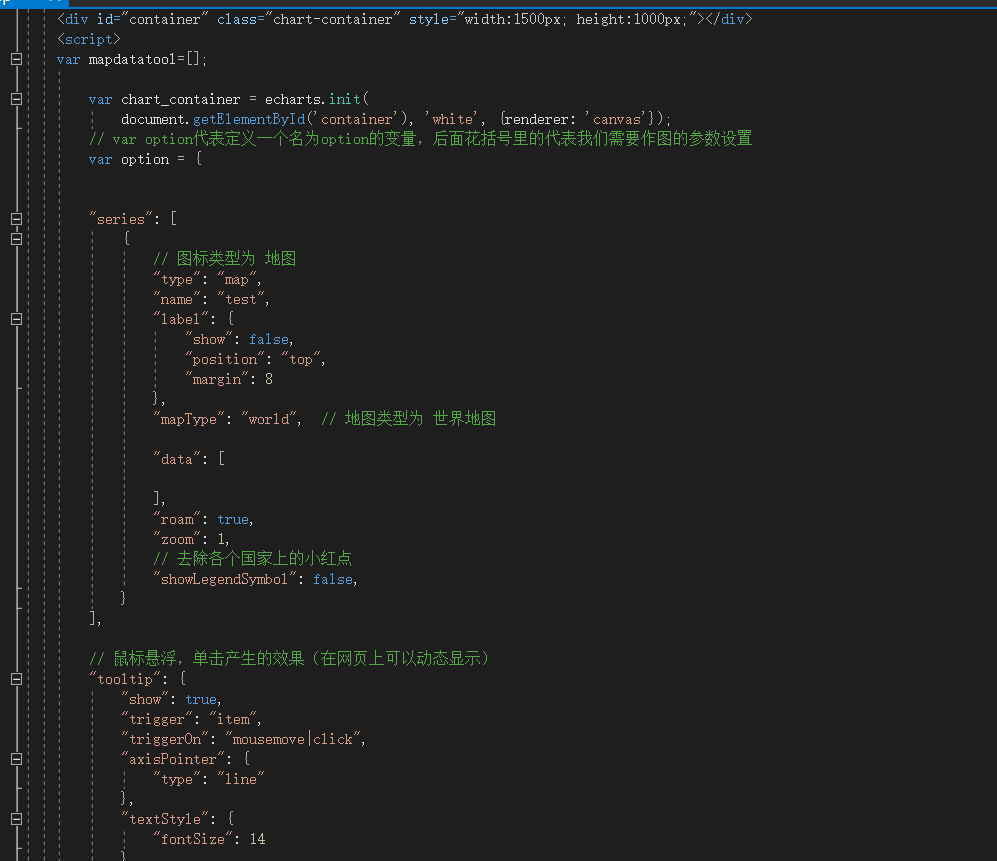 <div id="container" class="chart-container" style="width:1500px; height:1000px;"></div>
<script>
var mapdatatool=[];
var chart_container = echarts.init(
document.getElementById('container'), 'white', {renderer: 'canvas'});
// var option代表定义一个名为option的变量，后面花括号里的代表我们需要作图的参数设置
var option = {
"series": [
{
// 图标类型为 地图
"type": "map",
"name": "test",
"label": {
"show": false,
"position": "top",
"margin": 8
},
"mapType": "world",  // 地图类型为 世界地图
"data": [
],
"roam": true,
"zoom": 1,
// 去除各个国家上的小红点
"showLegendSymbol": false,
}
],
// 鼠标悬浮，单击产生的效果（在网页上可以动态显示）
"tooltip": {
"show": true,
"trigger": "item",
"triggerOn": "mousemove|click",
"axisPointer": {
"type": "line"
},
"textStyle": {
"fontSize": 14